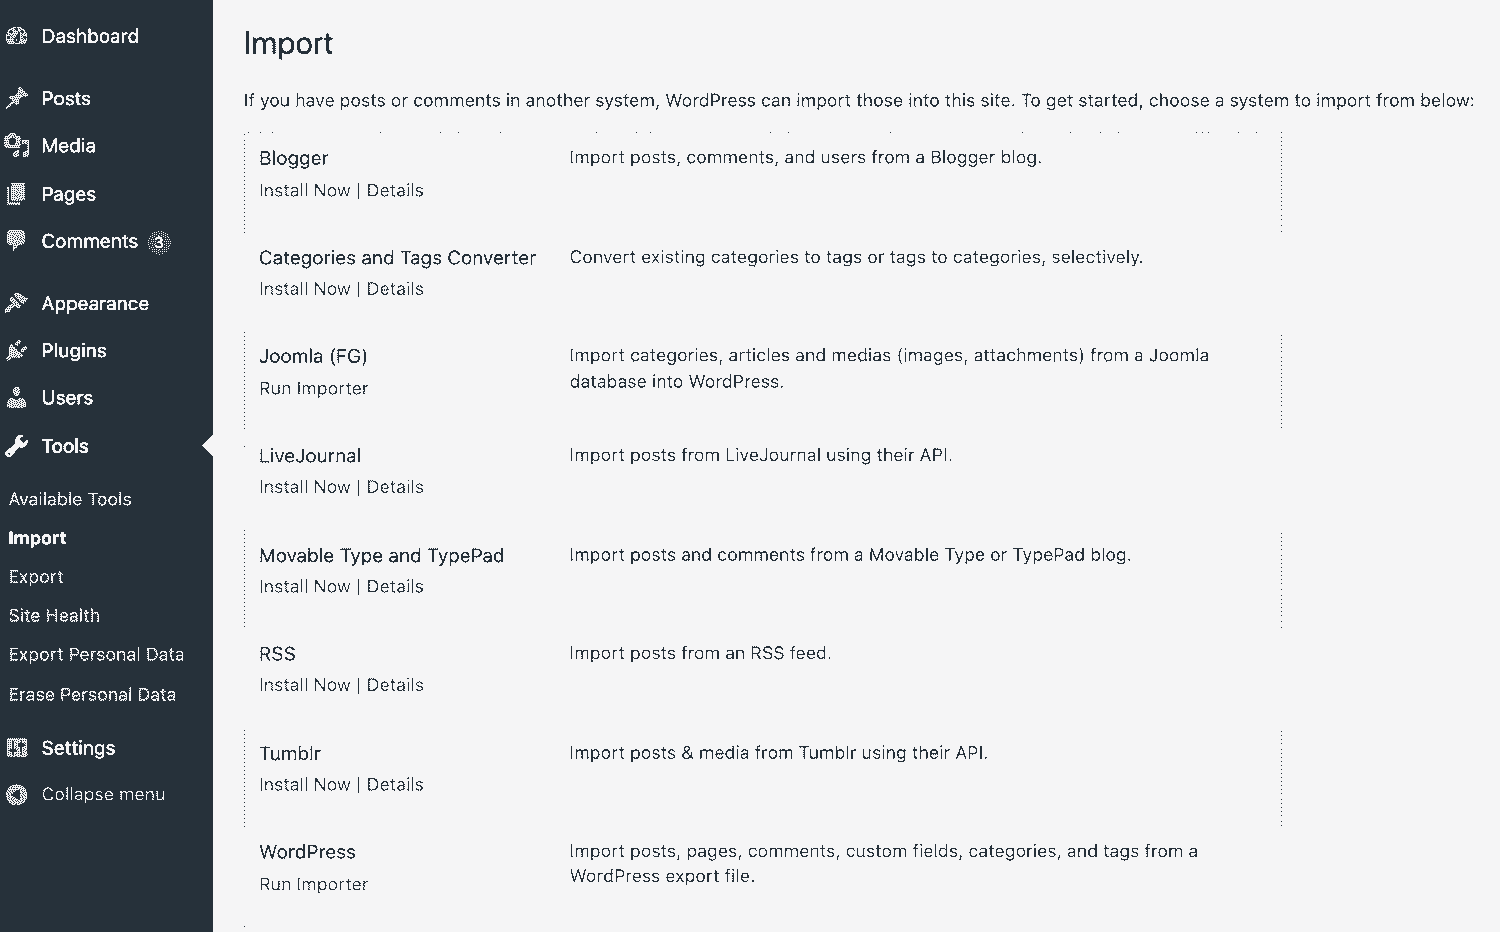 Dashboard
Posts
Media
Pages
Comments 3
Appearance
Plugins
Users
Tools
Available Tools
Import
Export
Site Health
Export Personal Data
Erase Personal Data
Settings
Collapse menu
Import
If you have posts or comments in another system, WordPress can import those into this site. To get started, choose a system to import from below:
Blogger
Import posts, comments, and users from a Blogger blog.
Install Now | Details
Categories and Tags Converter
Convert existing categories to tags or tags to categories, selectively.
Install Now | Details
Joomla (FG)
Import categories, articles and medias (images, attachments) from a Joomla
database into WordPress.
Run Importer
LiveJournal
Import posts from LiveJournal using their API.
Install Now | Details
Movable Type and TypePad
Import posts and comments from a Movable Type or TypePad blog.
Install Now | Details
RSS
Import posts from an RSS feed.
Install Now | Details
Tumblr
Import posts & media from Tumblr using their API.
Install Now | Details
WordPress
Import posts, pages, comments, custom fields, categories, and tags from a
WordPress export file.
Run Importer